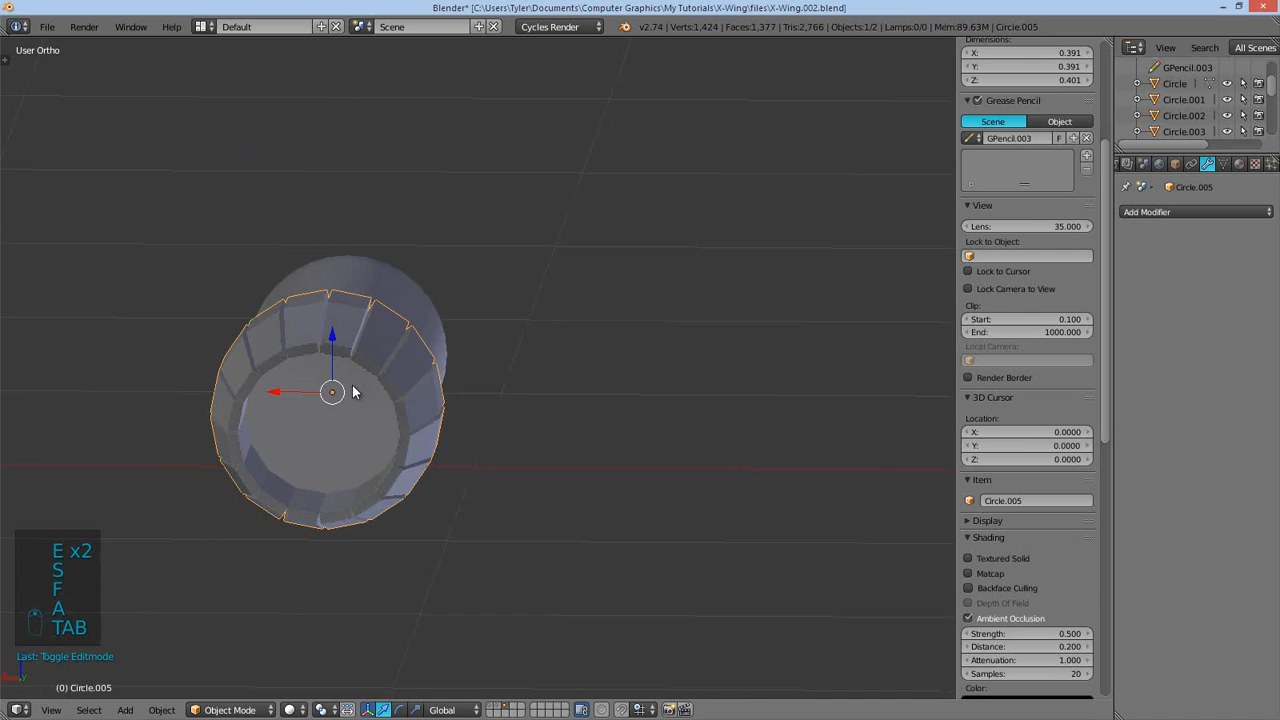 Blender* [C:\Users\Tyler\Documents\Computer Graphics\My Tutorials\X-Wing\files\X-Wing.002.blend]
File Render Window Help Default Scene Cycles Render v2.74 | Verts:1,424 | Faces:1,377 | Tris:2,766 | Objects:1/2 | Lamps:0/0 | Mem:89.63M | Circle.005
User Ortho
View Search All Scenes
GPencil.003
Circle
Circle.001
Circle.002
Circle.003
Circle.005
Add Modifier
Dimensions:
X: 0.391
Y: 0.391
Z: 0.401
Grease Pencil
Scene Object
GPencil.003 F
View
Lens: 35.000
Lock to Object:
Lock to Cursor
Lock Camera to View
Clip:
Start: 0.100
End: 1000.000
Local Camera:
Render Border
3D Cursor
Location:
X: 0.0000
Y: 0.0000
Z: 0.0000
Item
Circle.005
Display
Shading
Textured Solid
Matcap
Backface Culling
Depth Of Field
Ambient Occlusion
Strength: 0.500
Distance: 0.200
Attenuation: 1.000
Samples: 20
Color:
E x2
S
F
A
TAB
Last: Toggle Editmode
(0) Circle.005
View Select Add Object Object Mode Global